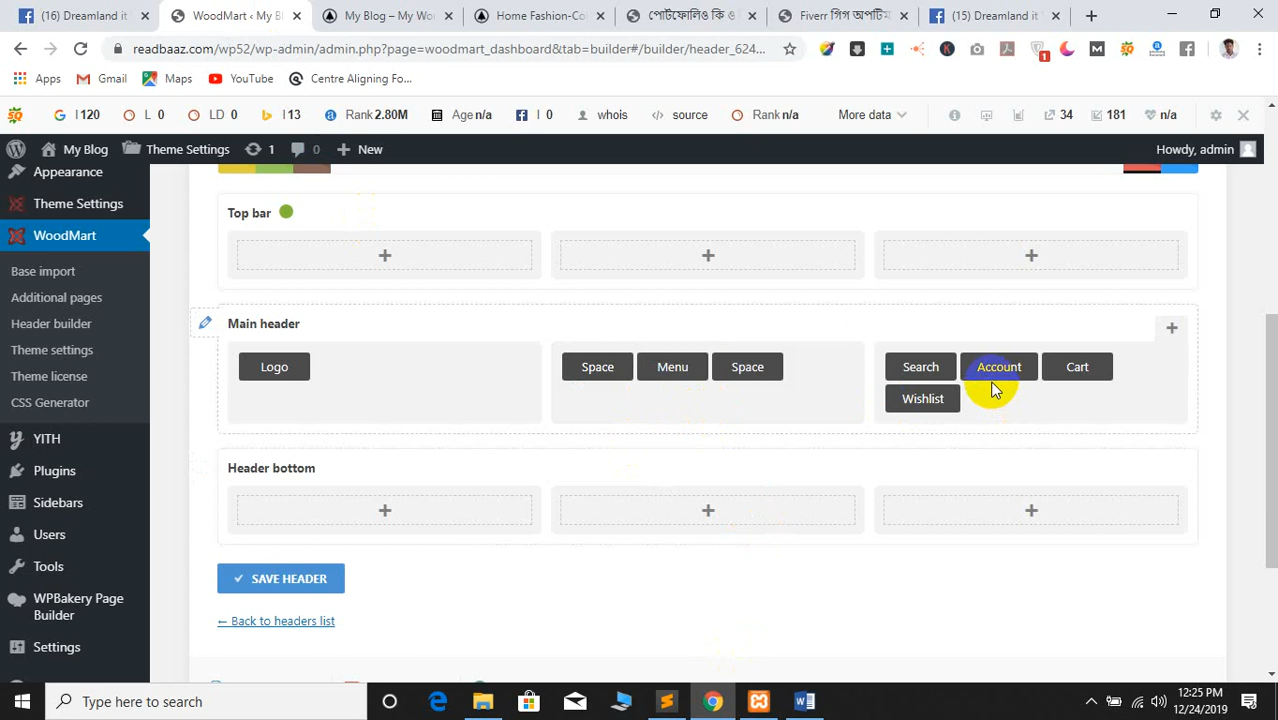 (16) Dreamland it
WoodMart ‹ My Bl
My Blog – My Wo
Home Fashion-Co
পোর্টফোলিও কি ও
Fiverr গিগ অপটিম
(15) Dreamland it
readbaaz.com/wp52/wp-admin/admin.php?page=woodmart_dashboard&tab=builder#/builder/header_624...
Apps
Gmail
Maps
YouTube
Centre Aligning Fo...
I 120
L 0
LD 0
I 13
Rank 2.80M
Age n/a
I 0
whois
source
Rank n/a
More data
34
181
n/a
My Blog
Theme Settings
1
0
New
Howdy, admin
Appearance
Theme Settings
WoodMart
Base import
Additional pages
Header builder
Theme settings
Theme license
CSS Generator
YITH
Plugins
Sidebars
Users
Tools
WPBakery Page
Builder
Settings
Top bar
Main header
Logo
Space Menu Space
Search Account Cart
Wishlist
Header bottom
SAVE HEADER
← Back to headers list
Type here to search
12:25 PM
12/24/2019